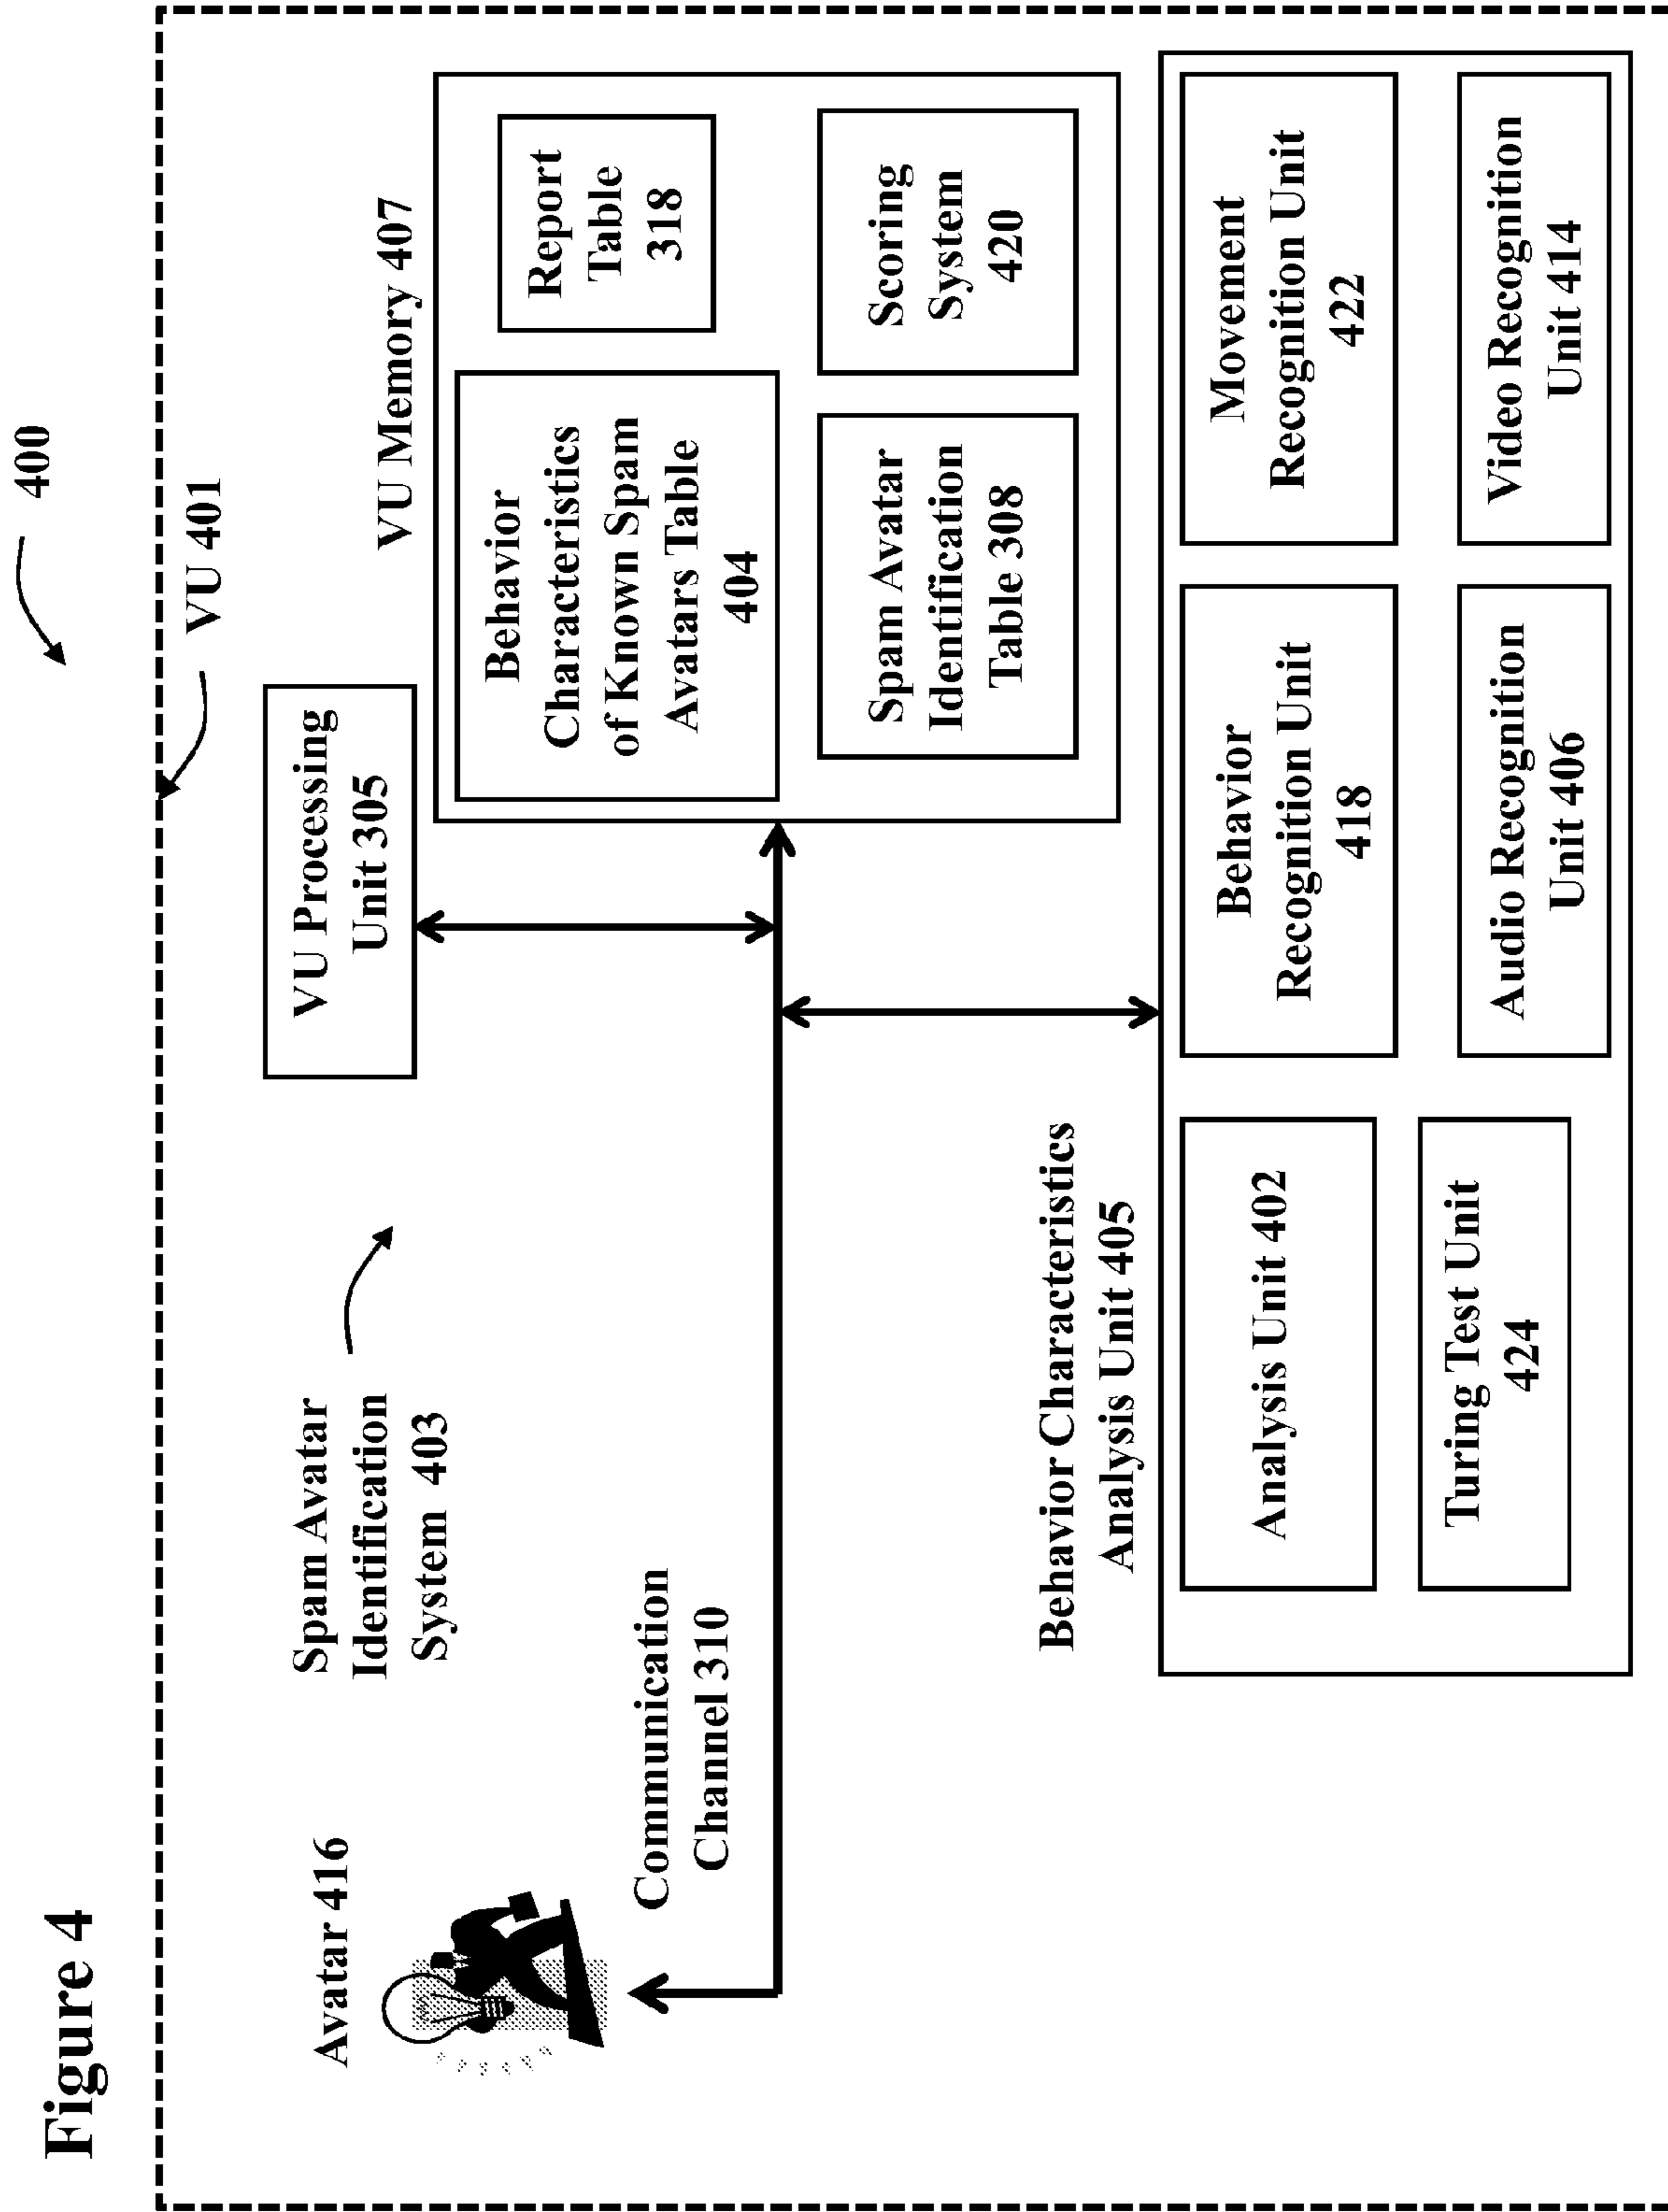 Figure 4
400
VU 401
Avatar 416
Spam Avatar
Identification
System 403
VU Processing
Unit 305
VU Memory 407
Behavior
Characteristics
of Known Spam
Avatars Table
404
Report
Table
318
Spam Avatar
Identification
Table 308
Scoring
System
420
Communication
Channel 310
Behavior Characteristics
Analysis Unit 405
Analysis Unit 402
Behavior
Recognition Unit
418
Movement
Recognition Unit
422
Turing Test Unit
424
Audio Recognition
Unit 406
Video Recognition
Unit 414